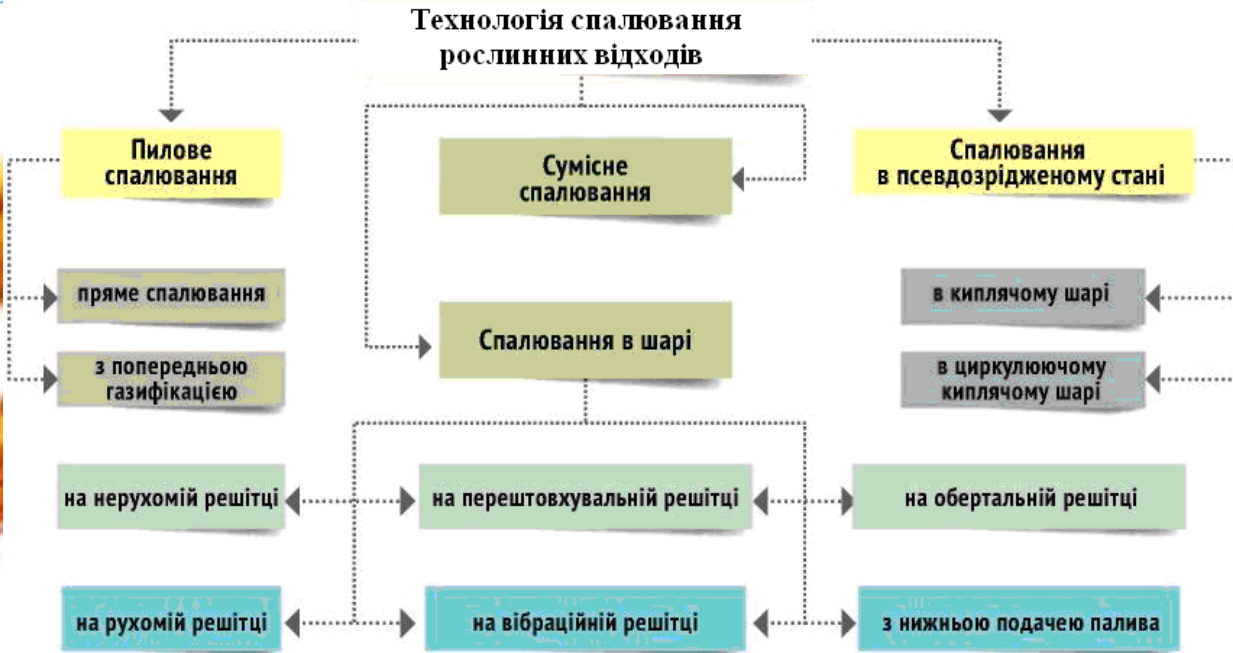 Технологія спалювання
рослинних відходів
Пилове
спалювання
Сумісне
спалювання
Спалювання
в псевдозрідженому стані
пряме спалювання
в киплячому шарі
Спалювання в шарі
з попередньою
газифікацією
в циркулюючому
киплячому шарі
на нерухомій решітці
на перештовхувальній решітці
на обертальній решітці
на рухомій решітці
на вібраційній решітці
з нижньою подачею палива